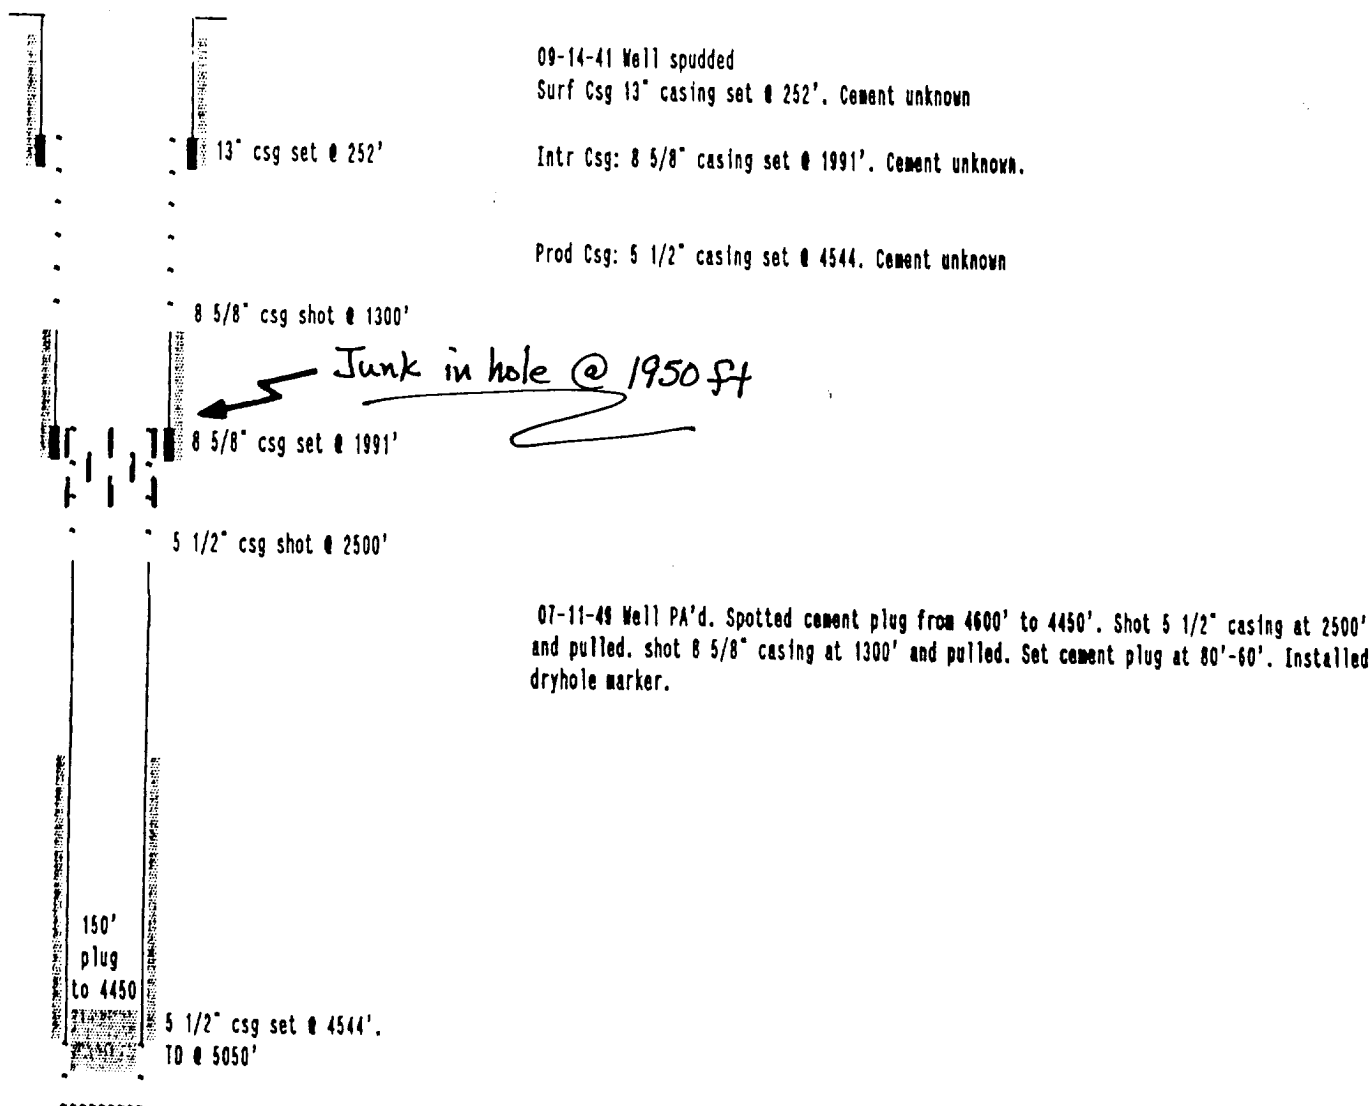 09-14-41 Well spudded
Surf Csg 13" casing set @ 252'. Cement unknown
13" csg set @ 252'
Intr Csg: 8 5/8" casing set @ 1991'. Cement unknown.
Prod Csg: 5 1/2" casing set @ 4544. Cement unknown
8 5/8" csg shot @ 1300'
Junk in hole @ 1950 ft
8 5/8" csg set @ 1991'
5 1/2" csg shot @ 2500'
Well PA'd. Spotted cement plug from 4600' to 4450'. Shot 5 1/2" casing at 2500'
and pulled. shot 8 5/8" casing at 1300' and pulled. Set cement plug at 80'-60'. Installed
dryhole marker.
150'
plug
to 4450
5 1/2" csg set @ 4544'.
TD @ 5050'